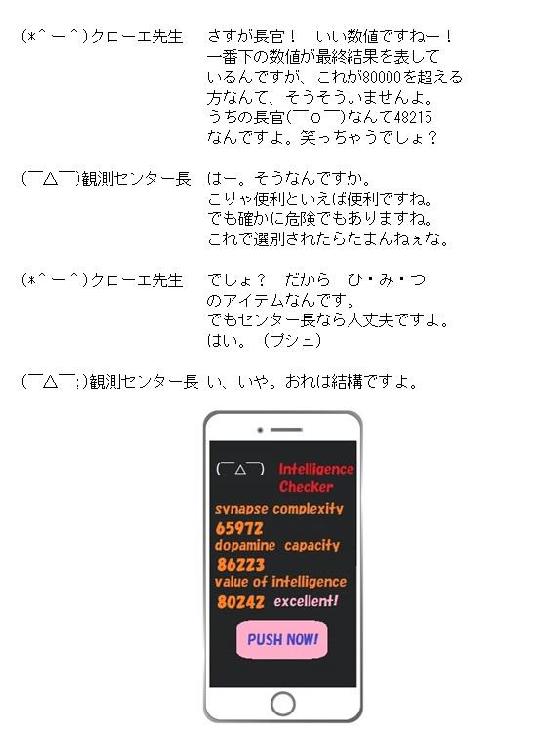 (*＾ー＾)クローエ先生　さすが長官！　いい数値ですねー！
一番下の数値が最終結果を表して
いるんですが、これが80000を超える
方なんて、そうそういませんよ。
うちの長官(￣ｏ￣)なんて48215
なんですよ。笑っちゃうでしょ？
(￣△￣)観測センター長　はー。そうなんですか。
こりゃ便利といえば便利ですね。
でも確かに危険でもありますね。
これで選別されたらたまんねぇな。
(*＾ー＾)クローエ先生　でしょ？　だから　ひ・み・つ
のアイテムなんです。
でもセンター長なら大丈夫ですよ。
はい。（プシュ）
(￣△￣;)観測センター長　い、いや。おれは結構ですよ。
(￣△￣)　Intelligence
Checker
synapse complexity
65972
dopamine capacity
86223
value of intelligence
80242 excellent!
PUSH NOW!